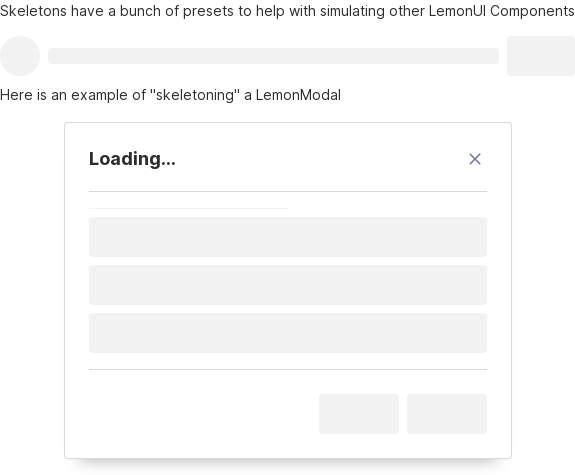 Skeletons have a bunch of presets to help with simulating other LemonUI Components
Here is an example of "skeletoning" a LemonModal
Loading...